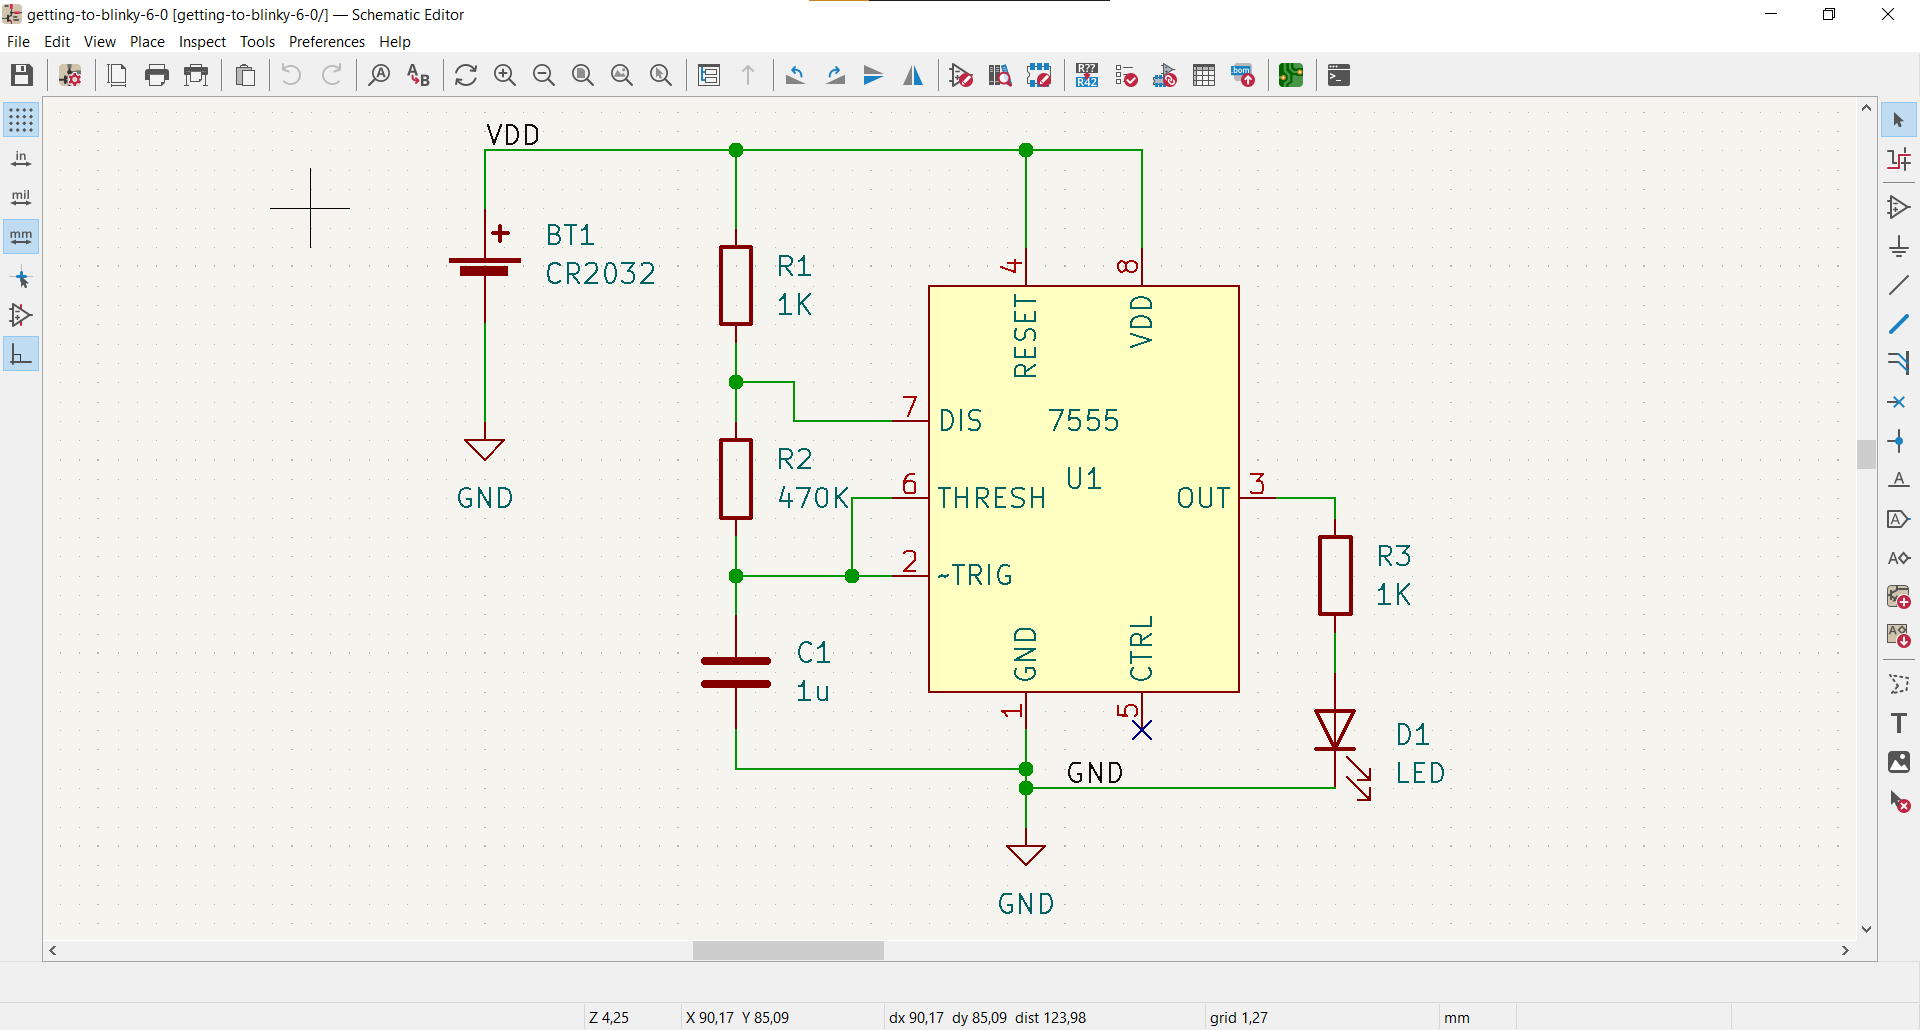 getting-to-blinky-6-0 [getting-to-blinky-6-0/] — Schematic Editor
File Edit View Place Inspect Tools Preferences Help
A
A B
R??
R42
bom
in
mil
mm
VDD
BT1
CR2032
GND
R1
1K
R2
470K
C1
1u
4
8
RESET
VDD
7
DIS
7555
6
THRESH
U1
OUT
3
2
~TRIG
GND
CTRL
1
5
R3
1K
D1
LED
GND
GND
A
A
A
A
T
Z 4,25
X 90,17 Y 85,09
dx 90,17 dy 85,09 dist 123,98
grid 1,27
mm